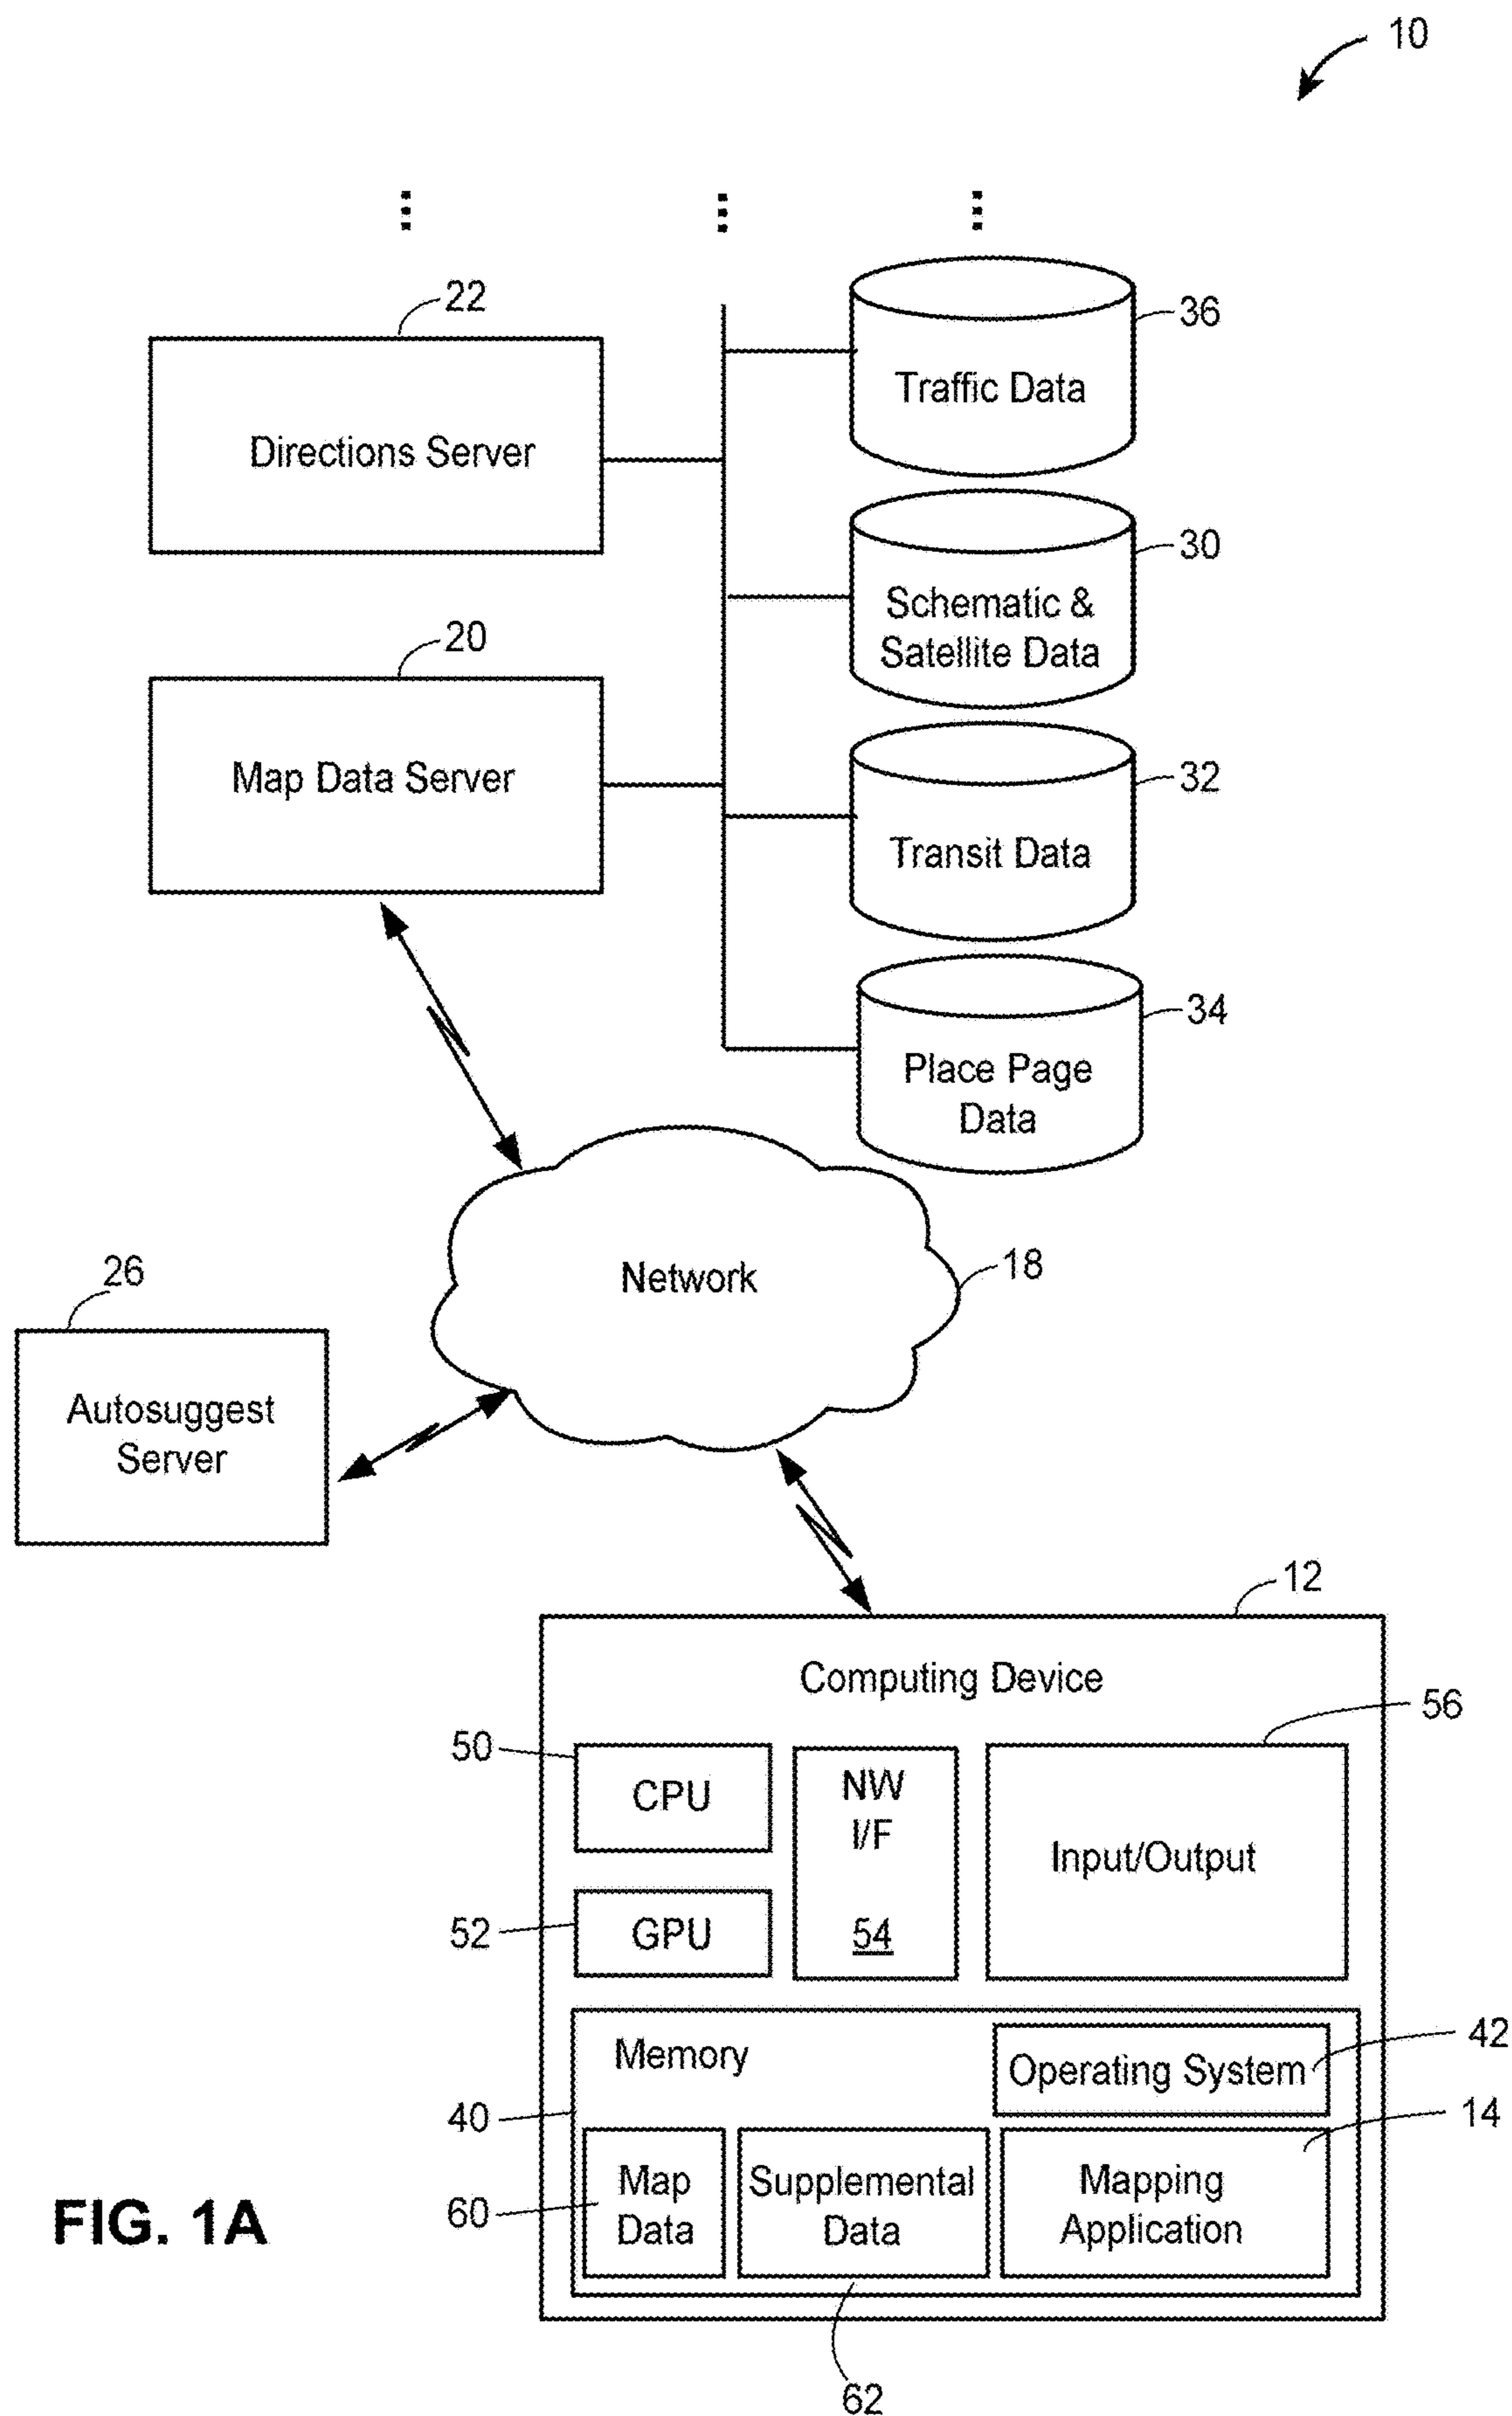 10
22
36
Traffic Data
Directions Server
30
Schematic &
Satellite Data
20
32
Map Data Server
Transit Data
34
Place Page
Data
18
Network
26
Autosuggest
Server
12
Computing Device
56
50
CPU
NW
I/F
Input/Output
52
GPU
54
42
Memory
Operating System
40
14
Map
Data
Supplemental
Data
Mapping
Application
60
FIG. 1A
62